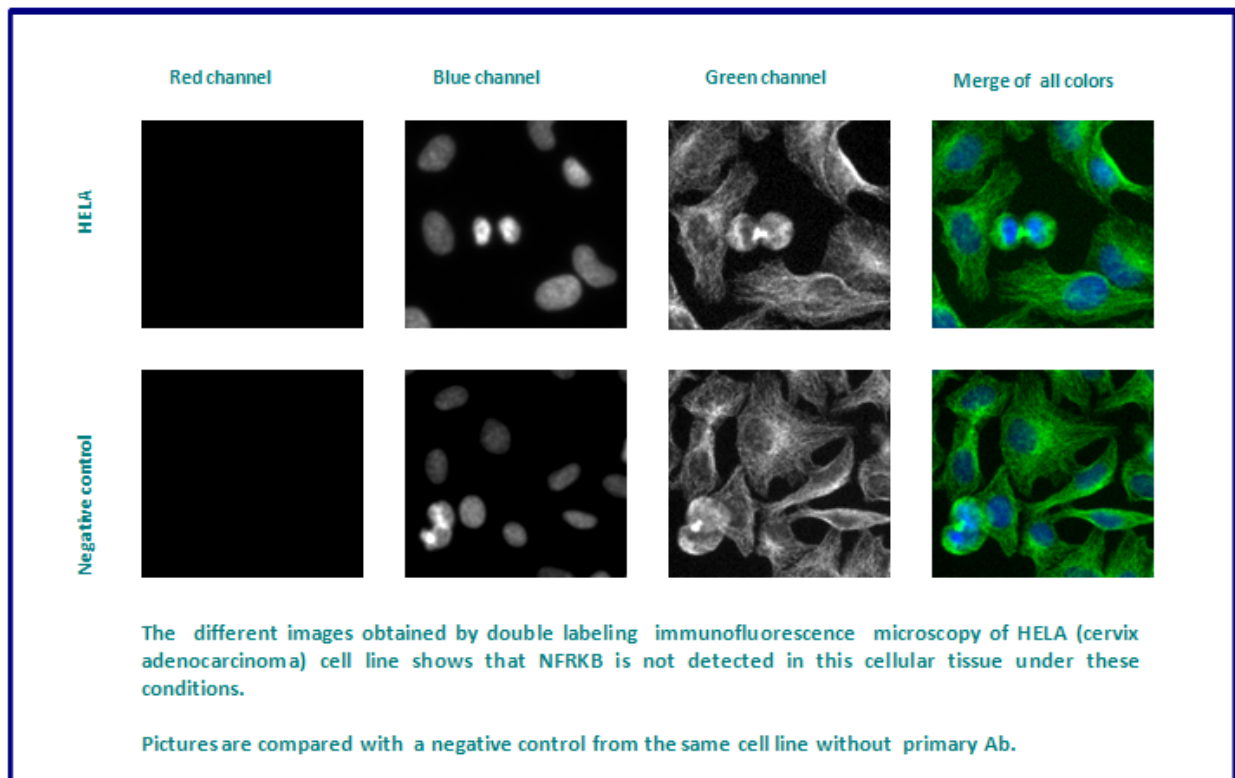 Red channel
Blue channel
Green channel
Merge of all colors
HELA
Negative control
The different images obtained by double labeling immunofluorescence microscopy of HELA (cervix
adenocarcinoma) cell line shows that NFRKB is not detected in this cellular tissue under these
conditions.
Pictures are compared with a negative control from the same cell line without primary Ab.